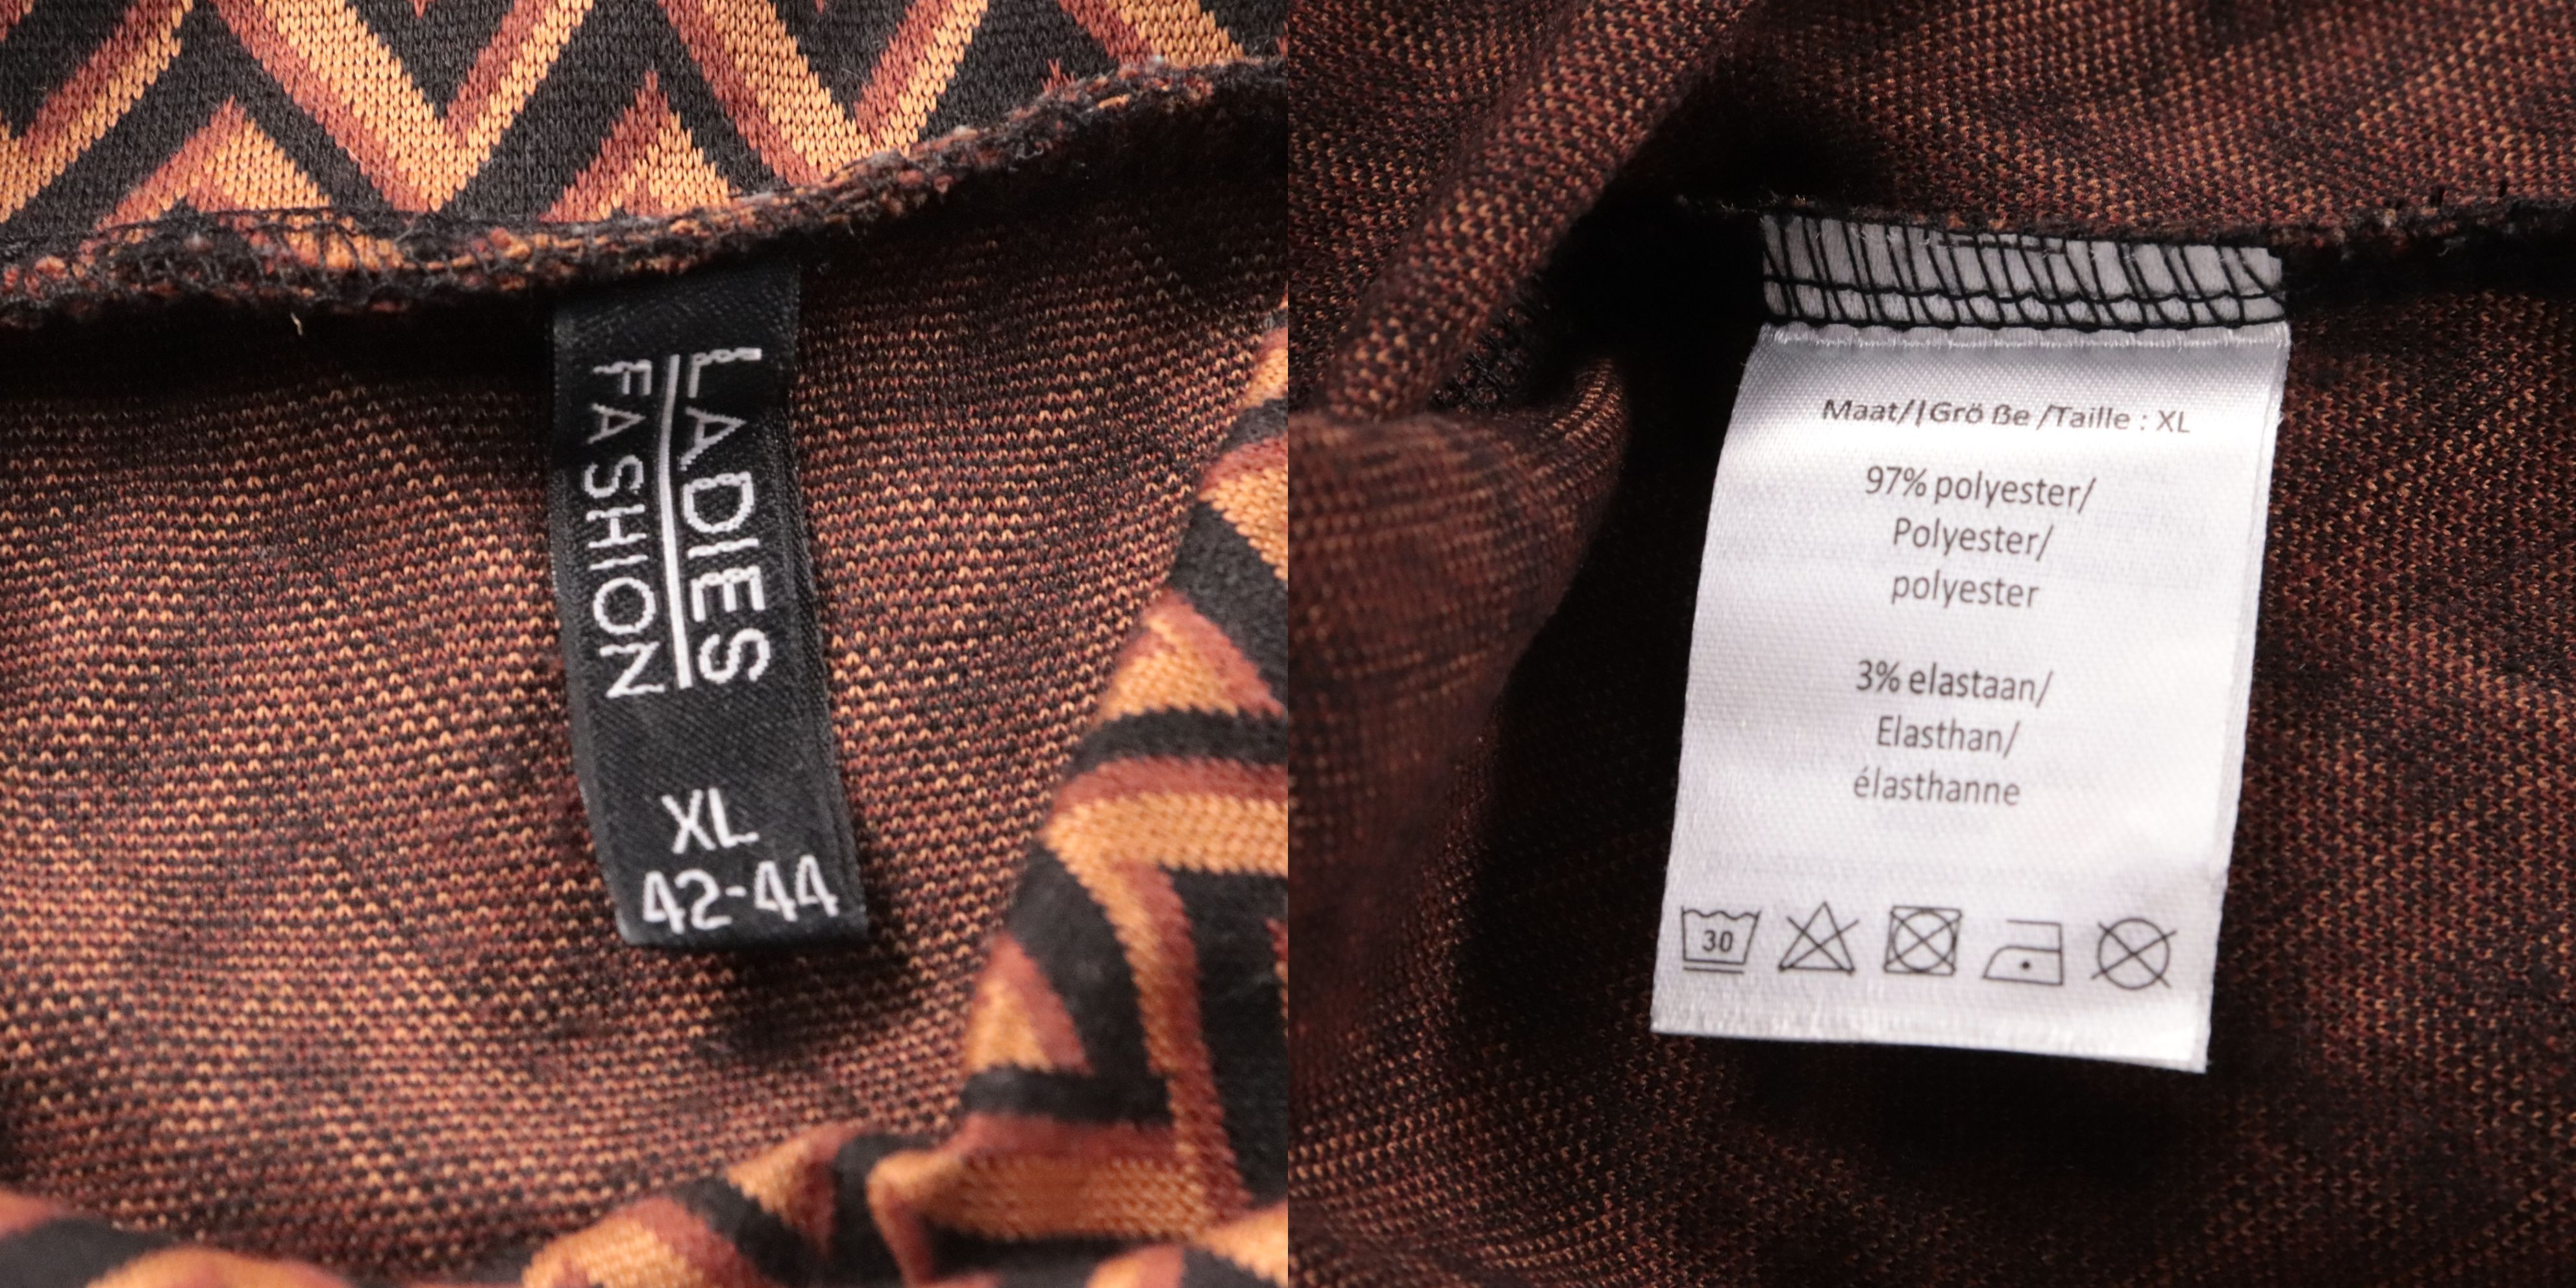 LADIES
FASHION
XL
42-44
Maat/|Grö ße /Taille : XL
97% polyester/
Polyester/
polyester
3% elastaan/
Elasthan/
élasthanne
30